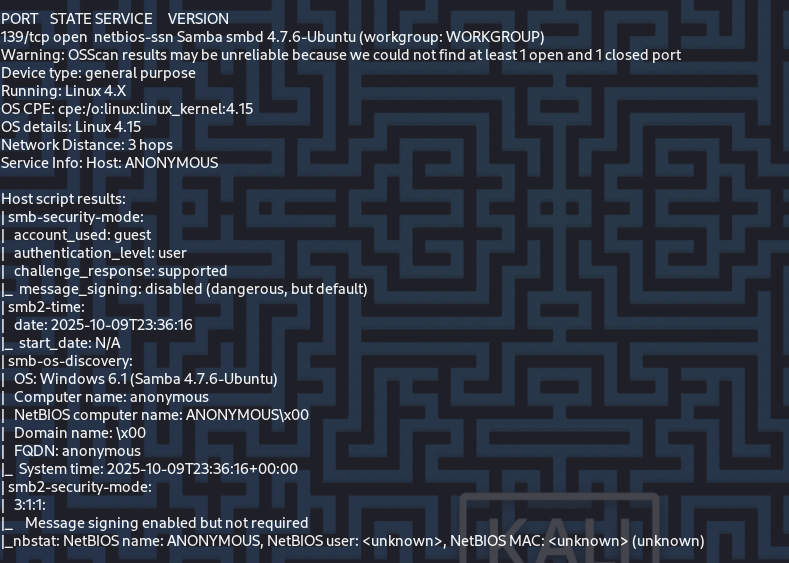 PORT STATE SERVICE VERSION
139/tcp open netbios-ssn Samba smbd 4.7.6-Ubuntu (workgroup: WORKGROUP)
Warning: OSScan results may be unreliable because we could not find at least 1 open and 1 closed port
Device type: general purpose
Running: Linux 4.X
OS CPE: cpe:/o:linux:linux_kernel:4.15
OS details: Linux 4.15
Network Distance: 3 hops
Service Info: Host: ANONYMOUS
Host script results:
| smb-security-mode:
| account_used: guest
| authentication_level: user
| challenge_response: supported
|_ message_signing: disabled (dangerous, but default)
| smb2-time:
| date: 2025-10-09T23:36:16
|_ start_date: N/A
| smb-os-discovery:
| OS: Windows 6.1 (Samba 4.7.6-Ubuntu)
| Computer name: anonymous
| NetBIOS computer name: ANONYMOUS\x00
| Domain name: \x00
| FQDN: anonymous
|_ System time: 2025-10-09T23:36:16+00:00
| smb2-security-mode:
| 3:1:1:
|_ Message signing enabled but not required
|_nbstat: NetBIOS name: ANONYMOUS, NetBIOS user: <unknown>, NetBIOS MAC: <unknown> (unknown)
KALI